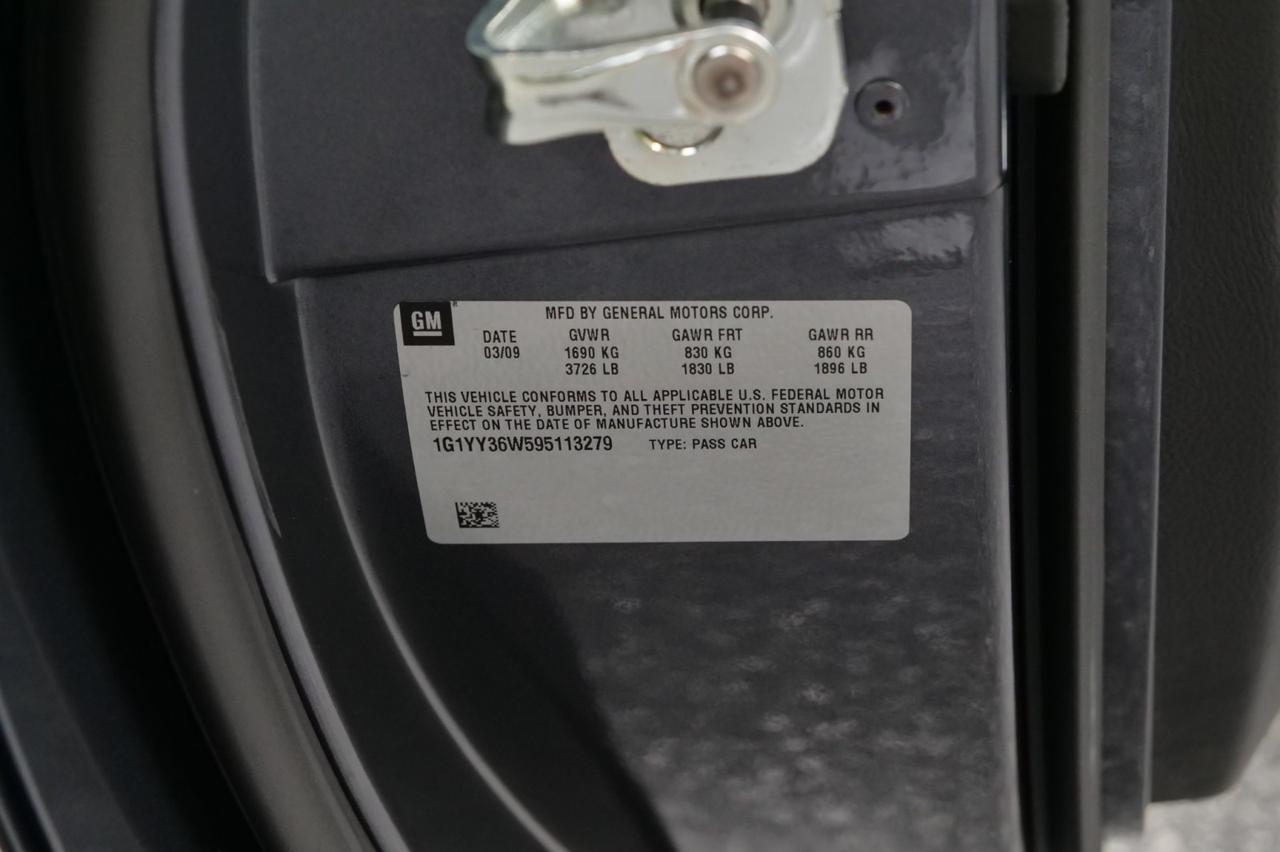 GM®
MFD BY GENERAL MOTORS CORP.
DATE GVWR GAWR FRT GAWR RR
03/09 1690 KG 830 KG 860 KG
3726 LB 1830 LB 1896 LB
THIS VEHICLE CONFORMS TO ALL APPLICABLE U.S. FEDERAL MOTOR
VEHICLE SAFETY, BUMPER, AND THEFT PREVENTION STANDARDS IN
EFFECT ON THE DATE OF MANUFACTURE SHOWN ABOVE.
1G1YY36W595113279 TYPE: PASS CAR